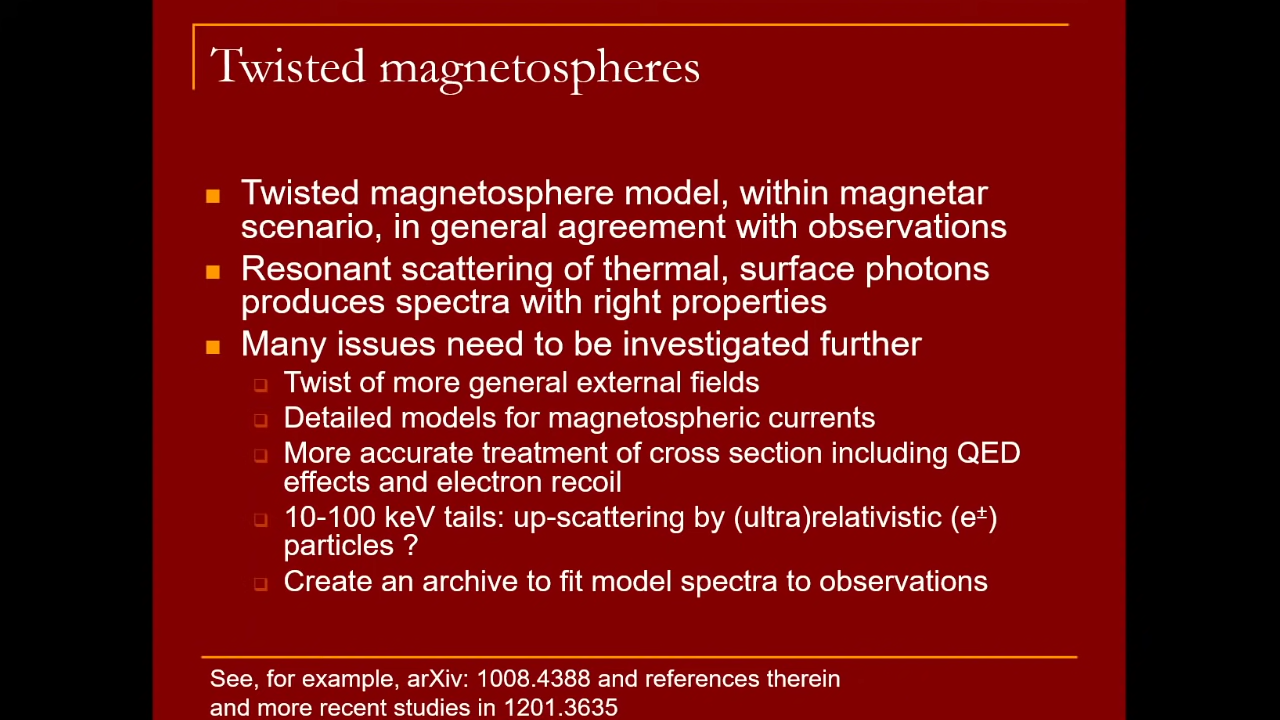 Twisted magnetospheres
Twisted magnetosphere model, within magnetar
scenario, in general agreement with observations
Resonant scattering of thermal, surface photons
produces spectra with right properties
Many issues need to be investigated further
Twist of more general external fields
Detailed models for magnetospheric currents
More accurate treatment of cross section including QED
effects and electron recoil
10-100 keV tails: up-scattering by (ultra)relativistic (e±)
particles ?
Create an archive to fit model spectra to observations
See, for example, arXiv: 1008.4388 and references therein
and more recent studies in 1201.3635